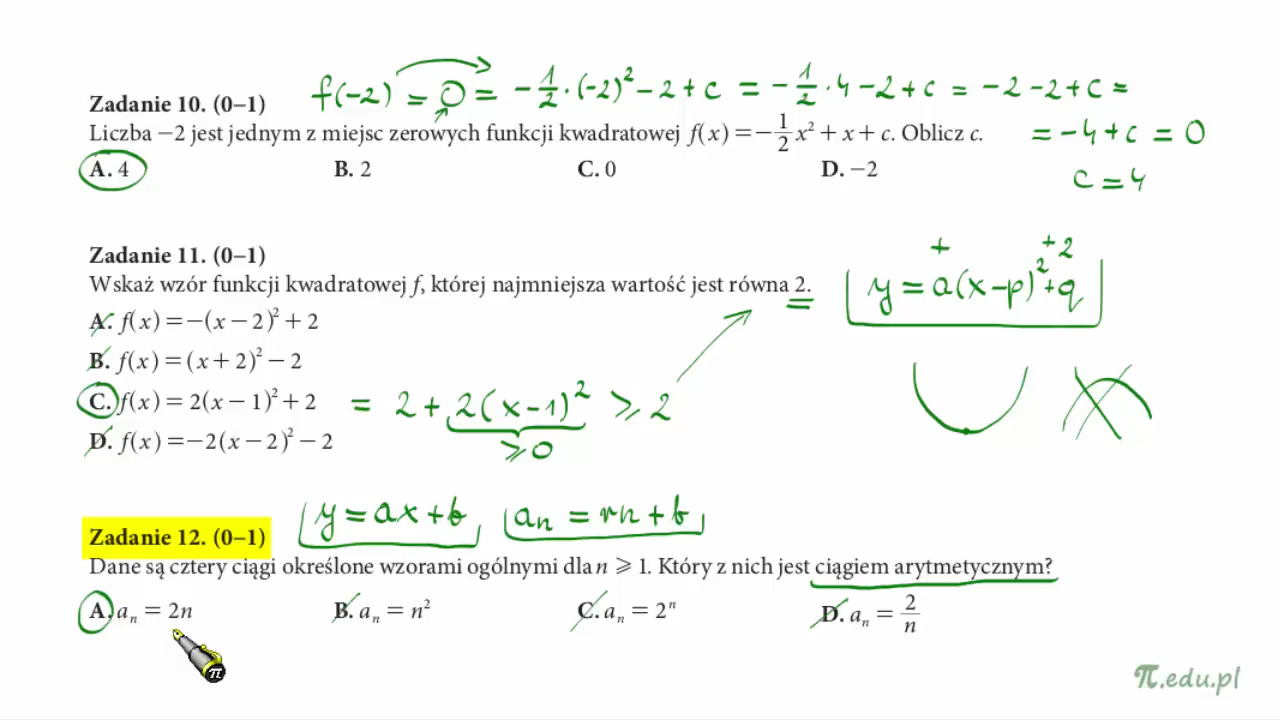 f(−2) = 0 = −1/2·(−2)² − 2 + c = −1/2·4 − 2 + c = −2 − 2 + c =
Zadanie 10. (0–1)
Liczba −2 jest jednym z miejsc zerowych funkcji kwadratowej f(x) = −1/2 x² + x + c. Oblicz c.
= −4 + c = 0
A. 4 B. 2 C. 0 D. −2
c = 4
Zadanie 11. (0–1)
+ +2
Wskaż wzór funkcji kwadratowej f, której najmniejsza wartość jest równa 2.
y = a(x−p)² + q
A. f(x) = −(x − 2)² + 2
B. f(x) = (x + 2)² − 2
C. f(x) = 2(x − 1)² + 2 = 2 + 2(x−1)² ⩾ 2
D. f(x) = −2(x − 2)² − 2
⩾0
y = ax + b
an = rn + b
Zadanie 12. (0–1)
Dane są cztery ciągi określone wzorami ogólnymi dla n ⩾ 1. Który z nich jest ciągiem arytmetycznym?
A. aₙ = 2n B. aₙ = n² C. aₙ = 2ⁿ D. aₙ = 2/n
π
π.edu.pl